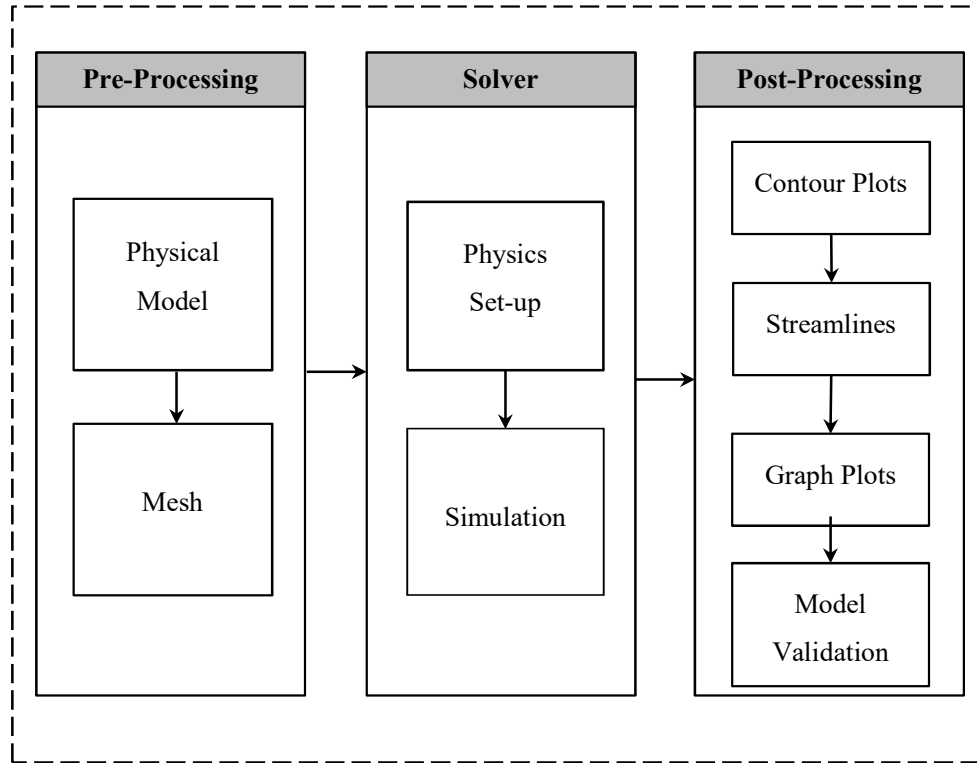 Pre-Processing
Physical
Model
Mesh
Solver
Physics
Set-up
Simulation
Post-Processing
Contour Plots
Streamlines
Graph Plots
Model
Validation